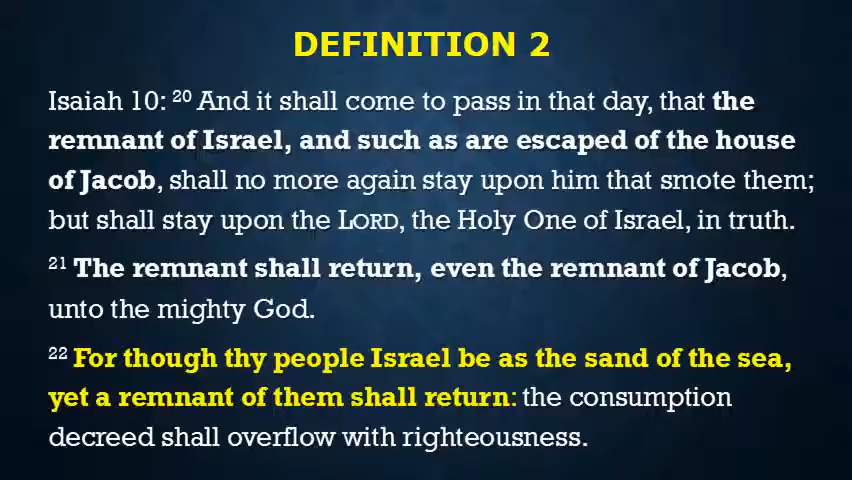 DEFINITION 2
Isaiah 10: 20 And it shall come to pass in that day, that the
remnant of Israel, and such as are escaped of the house
of Jacob, shall no more again stay upon him that smote them;
but shall stay upon the LORD, the Holy One of Israel, in truth.
21 The remnant shall return, even the remnant of Jacob,
unto the mighty God.
22 For though thy people Israel be as the sand of the sea,
yet a remnant of them shall return: the consumption
decreed shall overflow with righteousness.